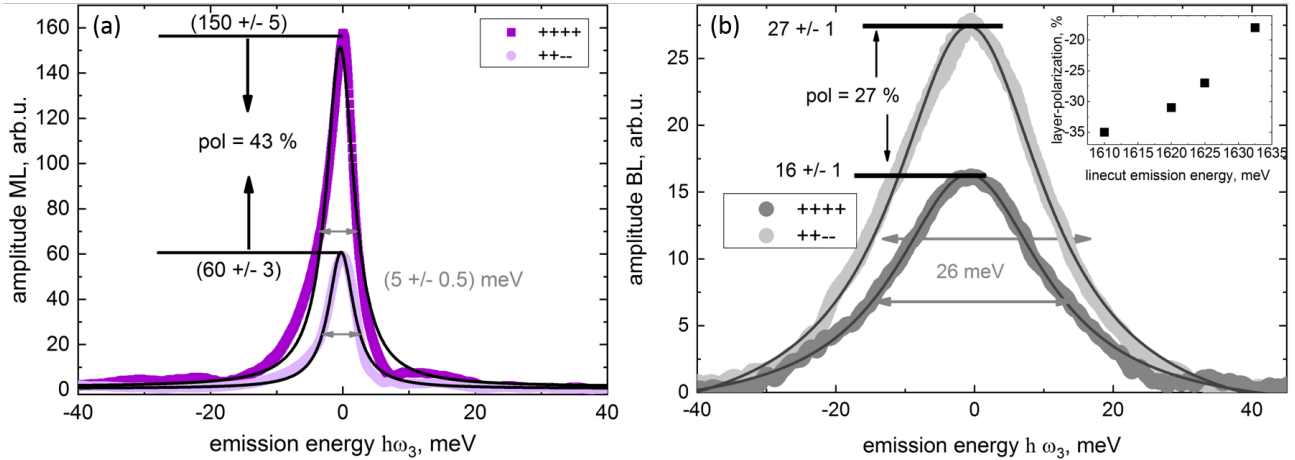 (a)
(150 +/- 5)
++++
++--
pol = 43 %
(60 +/- 3)
(5 +/- 0.5) meV
amplitude ML, arb.u.
160
140
120
100
80
60
40
20
0
-40
-20
0
20
40
emission energy ħω₃, meV
(b)
27 +/- 1
pol = 27 %
16 +/- 1
++++
++--
26 meV
amplitude BL, arb.u.
25
20
15
10
5
0
-40
-20
0
20
40
emission energy h ω₃, meV
layer-polarization, %
-20
-25
-30
-35
1610
1615
1620
1625
1630
1635
linecut emission energy, meV